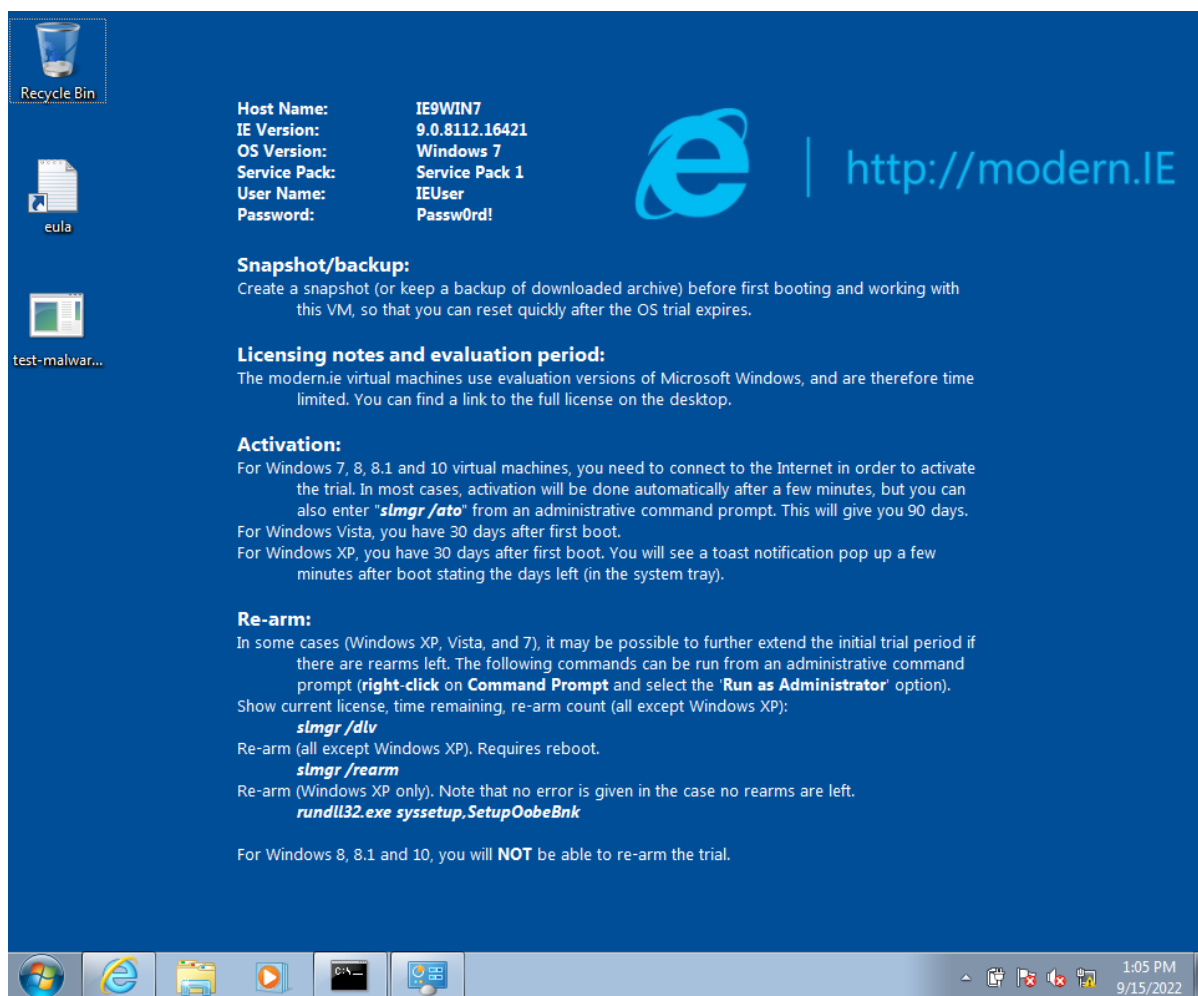 Recycle Bin
eula
test-malwar...
Host Name: IE9WIN7
IE Version: 9.0.8112.16421
OS Version: Windows 7
Service Pack: Service Pack 1
User Name: IEUser
Password: Passw0rd!
http://modern.IE
Snapshot/backup:
Create a snapshot (or keep a backup of downloaded archive) before first booting and working with
this VM, so that you can reset quickly after the OS trial expires.
Licensing notes and evaluation period:
The modern.ie virtual machines use evaluation versions of Microsoft Windows, and are therefore time
limited. You can find a link to the full license on the desktop.
Activation:
For Windows 7, 8, 8.1 and 10 virtual machines, you need to connect to the Internet in order to activate
the trial. In most cases, activation will be done automatically after a few minutes, but you can
also enter "slmgr /ato" from an administrative command prompt. This will give you 90 days.
For Windows Vista, you have 30 days after first boot.
For Windows XP, you have 30 days after first boot. You will see a toast notification pop up a few
minutes after boot stating the days left (in the system tray).
Re-arm:
In some cases (Windows XP, Vista, and 7), it may be possible to further extend the initial trial period if
there are rearms left. The following commands can be run from an administrative command
prompt (right-click on Command Prompt and select the 'Run as Administrator' option).
Show current license, time remaining, re-arm count (all except Windows XP):
slmgr /dlv
Re-arm (all except Windows XP). Requires reboot.
slmgr /rearm
Re-arm (Windows XP only). Note that no error is given in the case no rearms are left.
rundll32.exe syssetup,SetupOobeBnk
For Windows 8, 8.1 and 10, you will NOT be able to re-arm the trial.
C:\_
1:05 PM
9/15/2022